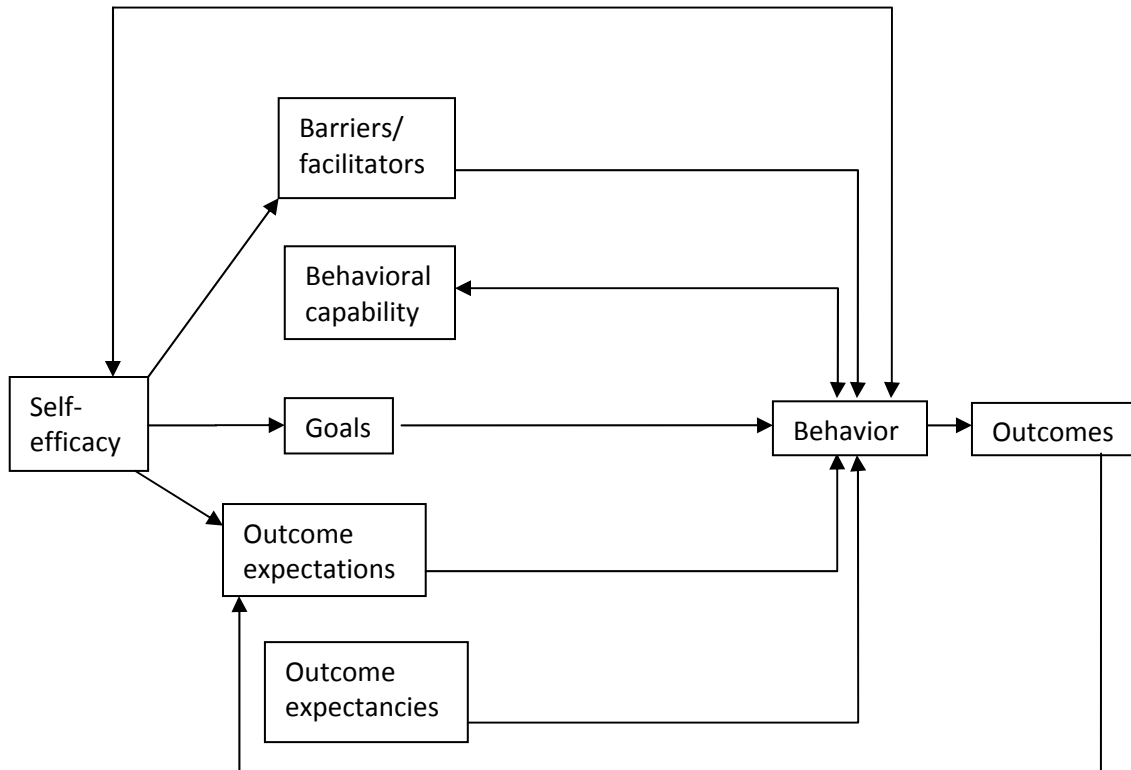 Barriers/
facilitators
Behavioral
capability
Self-
efficacy
Goals
Behavior
Outcomes
Outcome
expectations
Outcome
expectancies